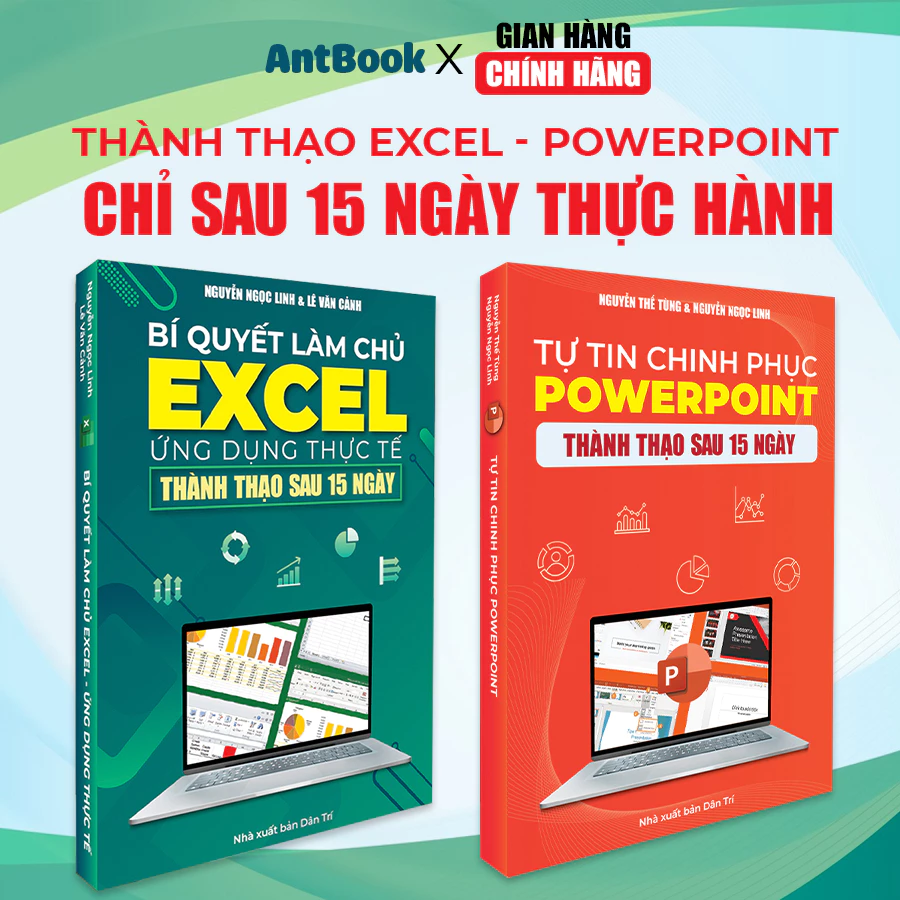 AntBook X GIAN HÀNG
CHÍNH HÃNG
THÀNH THẠO EXCEL - POWERPOINT
CHỈ SAU 15 NGÀY THỰC HÀNH
Nguyễn Ngọc Linh
Lê Văn Cảnh
BÍ QUYẾT LÀM CHỦ EXCEL - ỨNG DỤNG THỰC TẾ
NGUYỄN NGỌC LINH & LÊ VĂN CẢNH
BÍ QUYẾT LÀM CHỦ
EXCEL
ỨNG DỤNG THỰC TẾ
THÀNH THẠO SAU 15 NGÀY
Nhà xuất bản Dân Trí
Nguyễn Thế Tùng
Nguyễn Ngọc Linh
P
TỰ TIN CHINH PHỤC POWERPOINT
NGUYỄN THẾ TÙNG & NGUYỄN NGỌC LINH
TỰ TIN CHINH PHỤC
POWERPOINT
THÀNH THẠO SAU 15 NGÀY
P
Nhà xuất bản Dân Trí